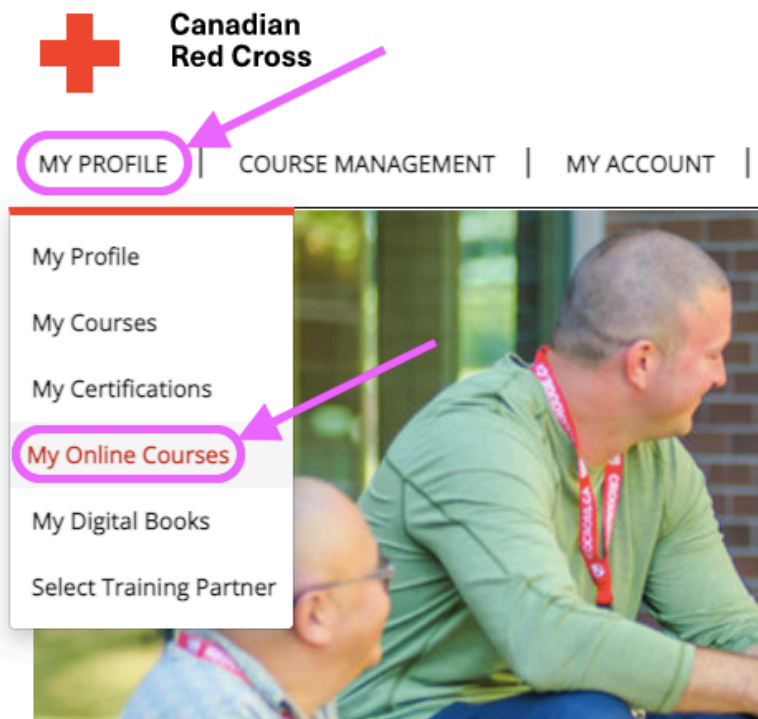 Canadian
Red Cross
MY PROFILE | COURSE MANAGEMENT | MY ACCOUNT |
My Profile
My Courses
My Certifications
My Online Courses
My Digital Books
Select Training Partner